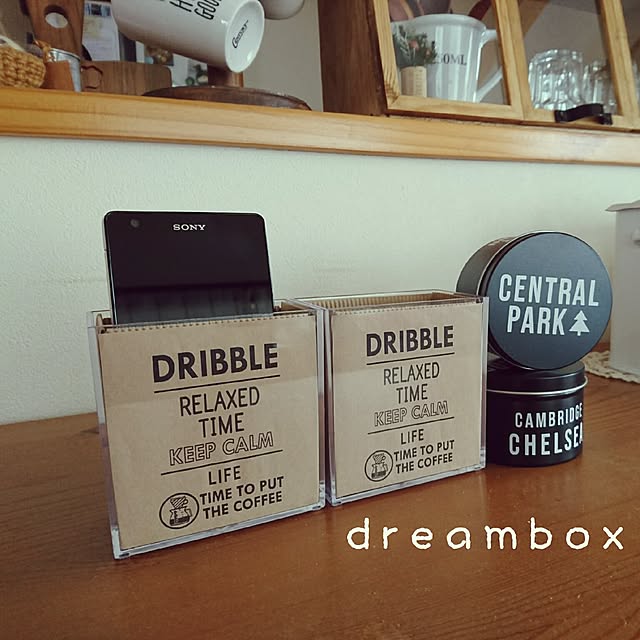 250ML
SONY
DRIBBLE
RELAXED
TIME
KEEP CALM
LIFE
TIME TO PUT
THE COFFEE
DRIBBLE
RELAXED
TIME
KEEP CALM
LIFE
TIME TO PUT
THE COFFEE
CENTRAL
PARK
CAMBRIDGE
CHELSEA
dreambox